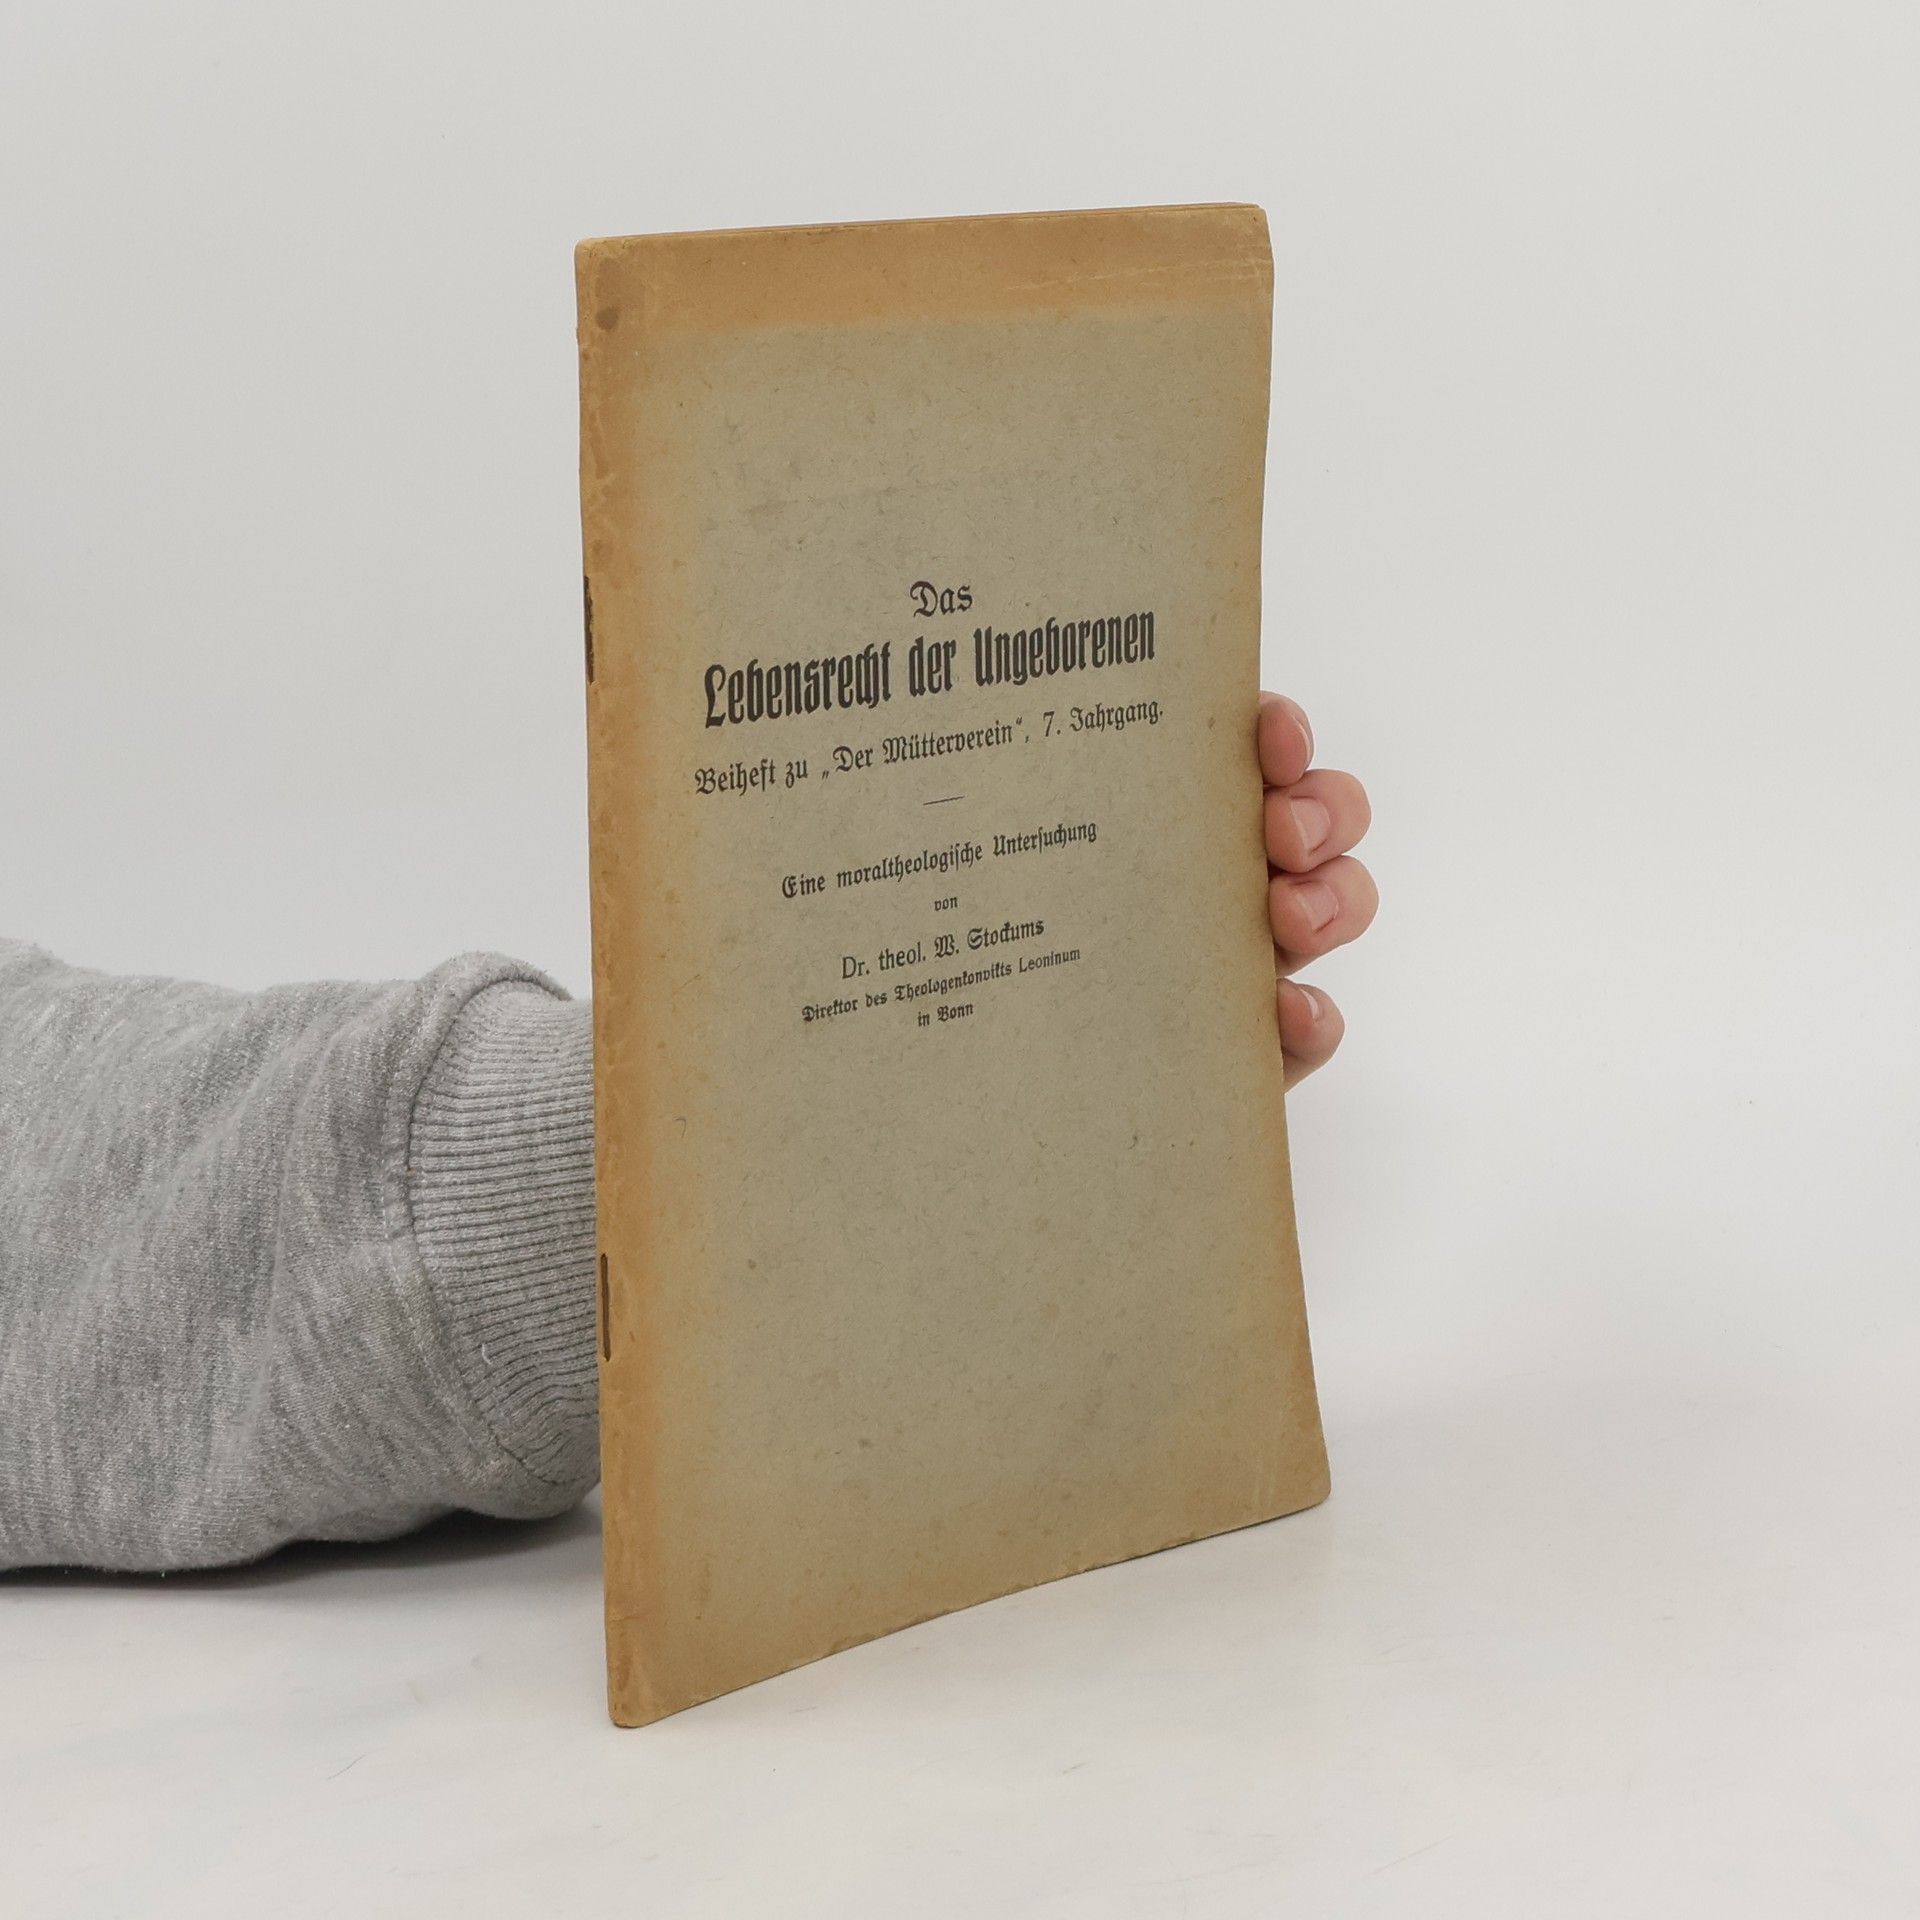 Das
Lebensrecht der Ungeborenen
Beiheft zu „Der Mütterverein“, 7. Jahrgang.
Eine moraltheologiſche Unterſuchung
von
Dr. theol. W. Stockums
Direktor des Theologenkonvikts Leoninum
in Bonn